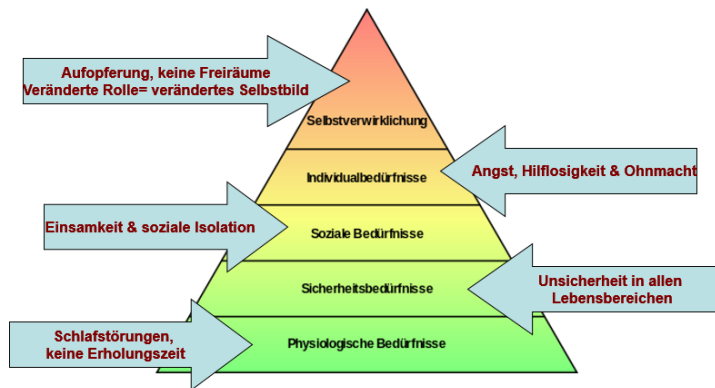 Aufopferung, keine Freiräume
Veränderte Rolle= verändertes Selbstbild
Selbstverwirklichung
Individualbedürfnisse
Angst, Hilflosigkeit & Ohnmacht
Einsamkeit & soziale Isolation
Soziale Bedürfnisse
Sicherheitsbedürfnisse
Unsicherheit in allen
Lebensbereichen
Schlafstörungen,
keine Erholungszeit
Physiologische Bedürfnisse